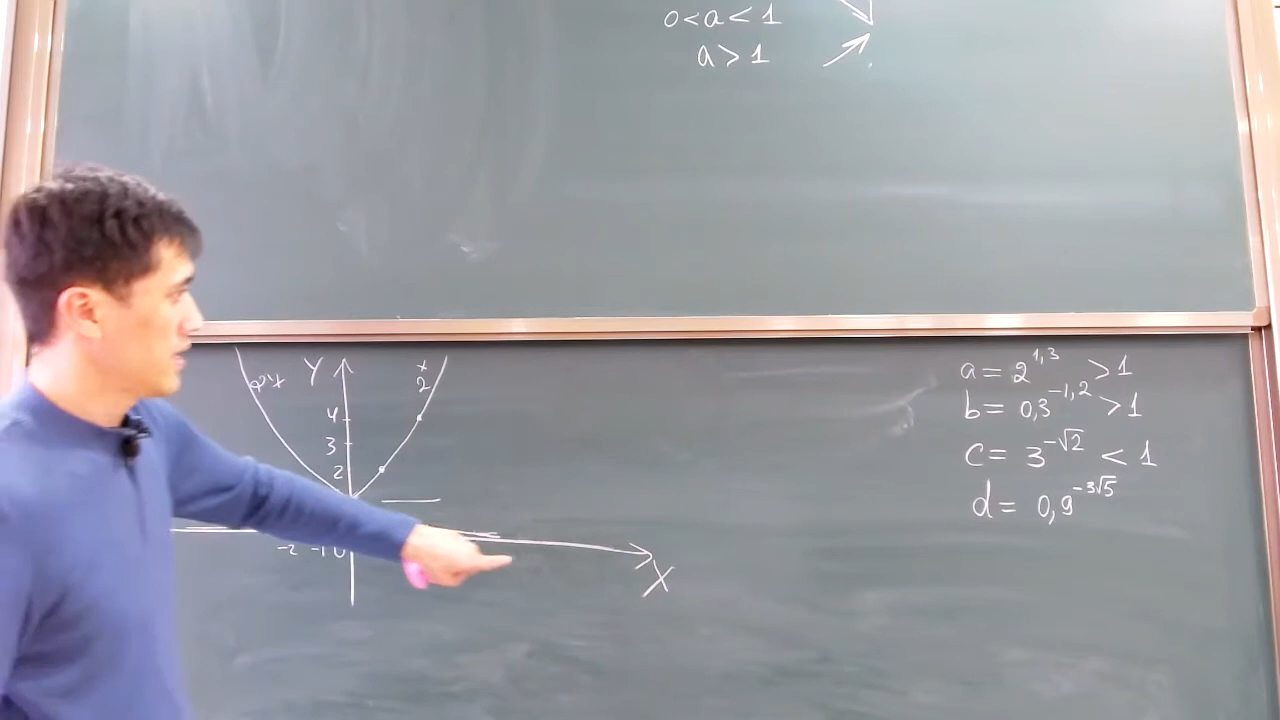 0<a<1 ↘
a>1 ↗
a = 2^{1,3} >1
b = 0,3^{-1,2} >1
c = 3^{-√2} < 1
d = 0,9^{-3√5}
Y
2^x
4
3
2
-2 -1 0
X